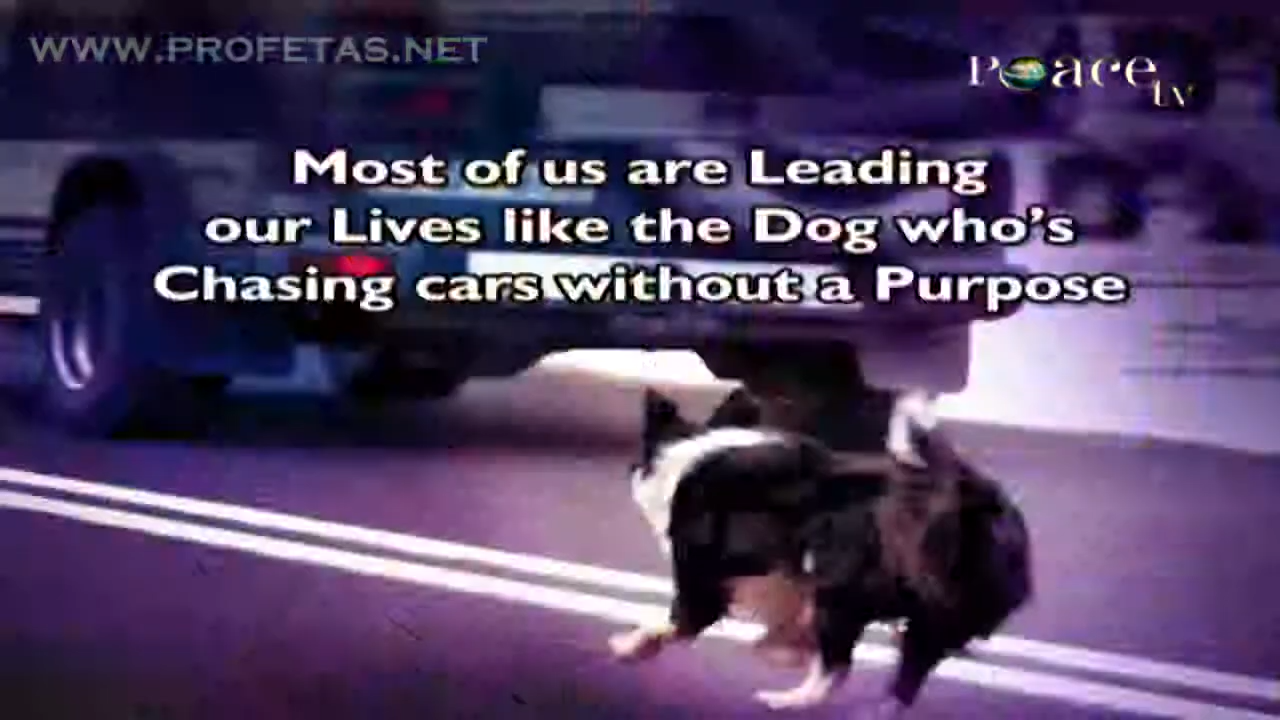 WWW.PROFETAS.NET
Peace tv
Most of us are Leading
our Lives like the Dog who's
Chasing cars without a Purpose